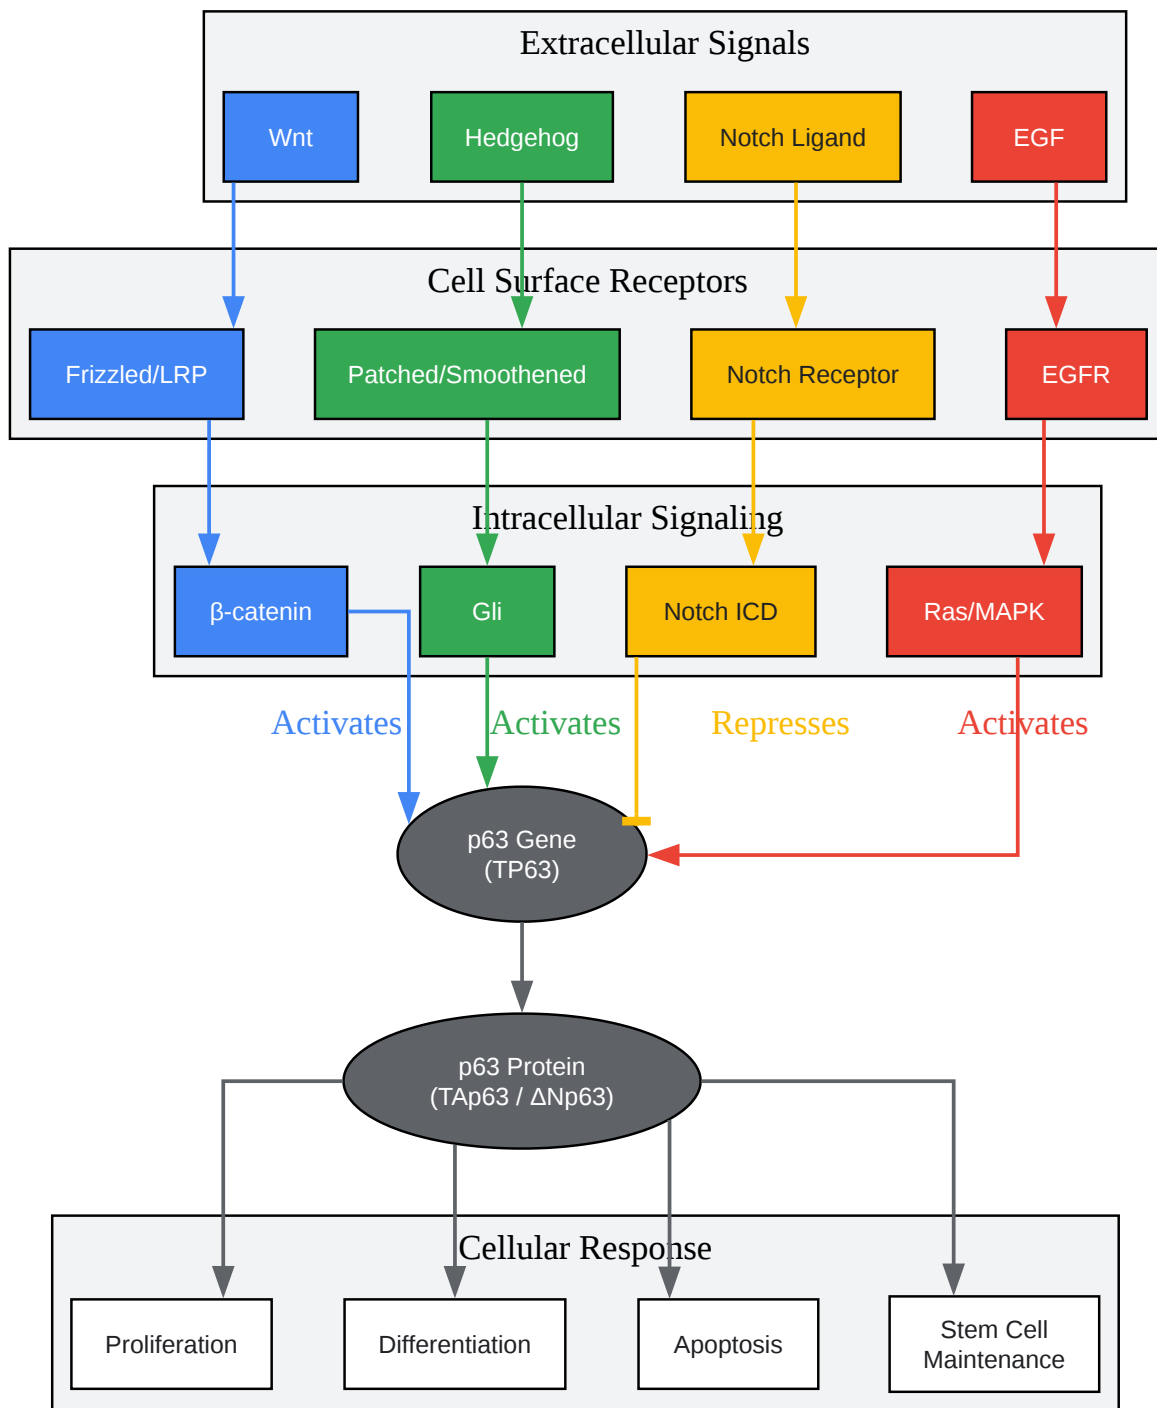 Extracellular Signals
Wnt
Hedgehog
Notch Ligand
EGF
Cell Surface Receptors
Frizzled/LRP
Patched/Smoothened
Notch Receptor
EGFR
Intracellular Signaling
β-catenin
Gli
Notch ICD
Ras/MAPK
Activates
Activates
Represses
Activates
p63 Gene
(TP63)
p63 Protein
(TAp63 / ΔNp63)
Cellular Response
Proliferation
Differentiation
Apoptosis
Stem Cell
Maintenance